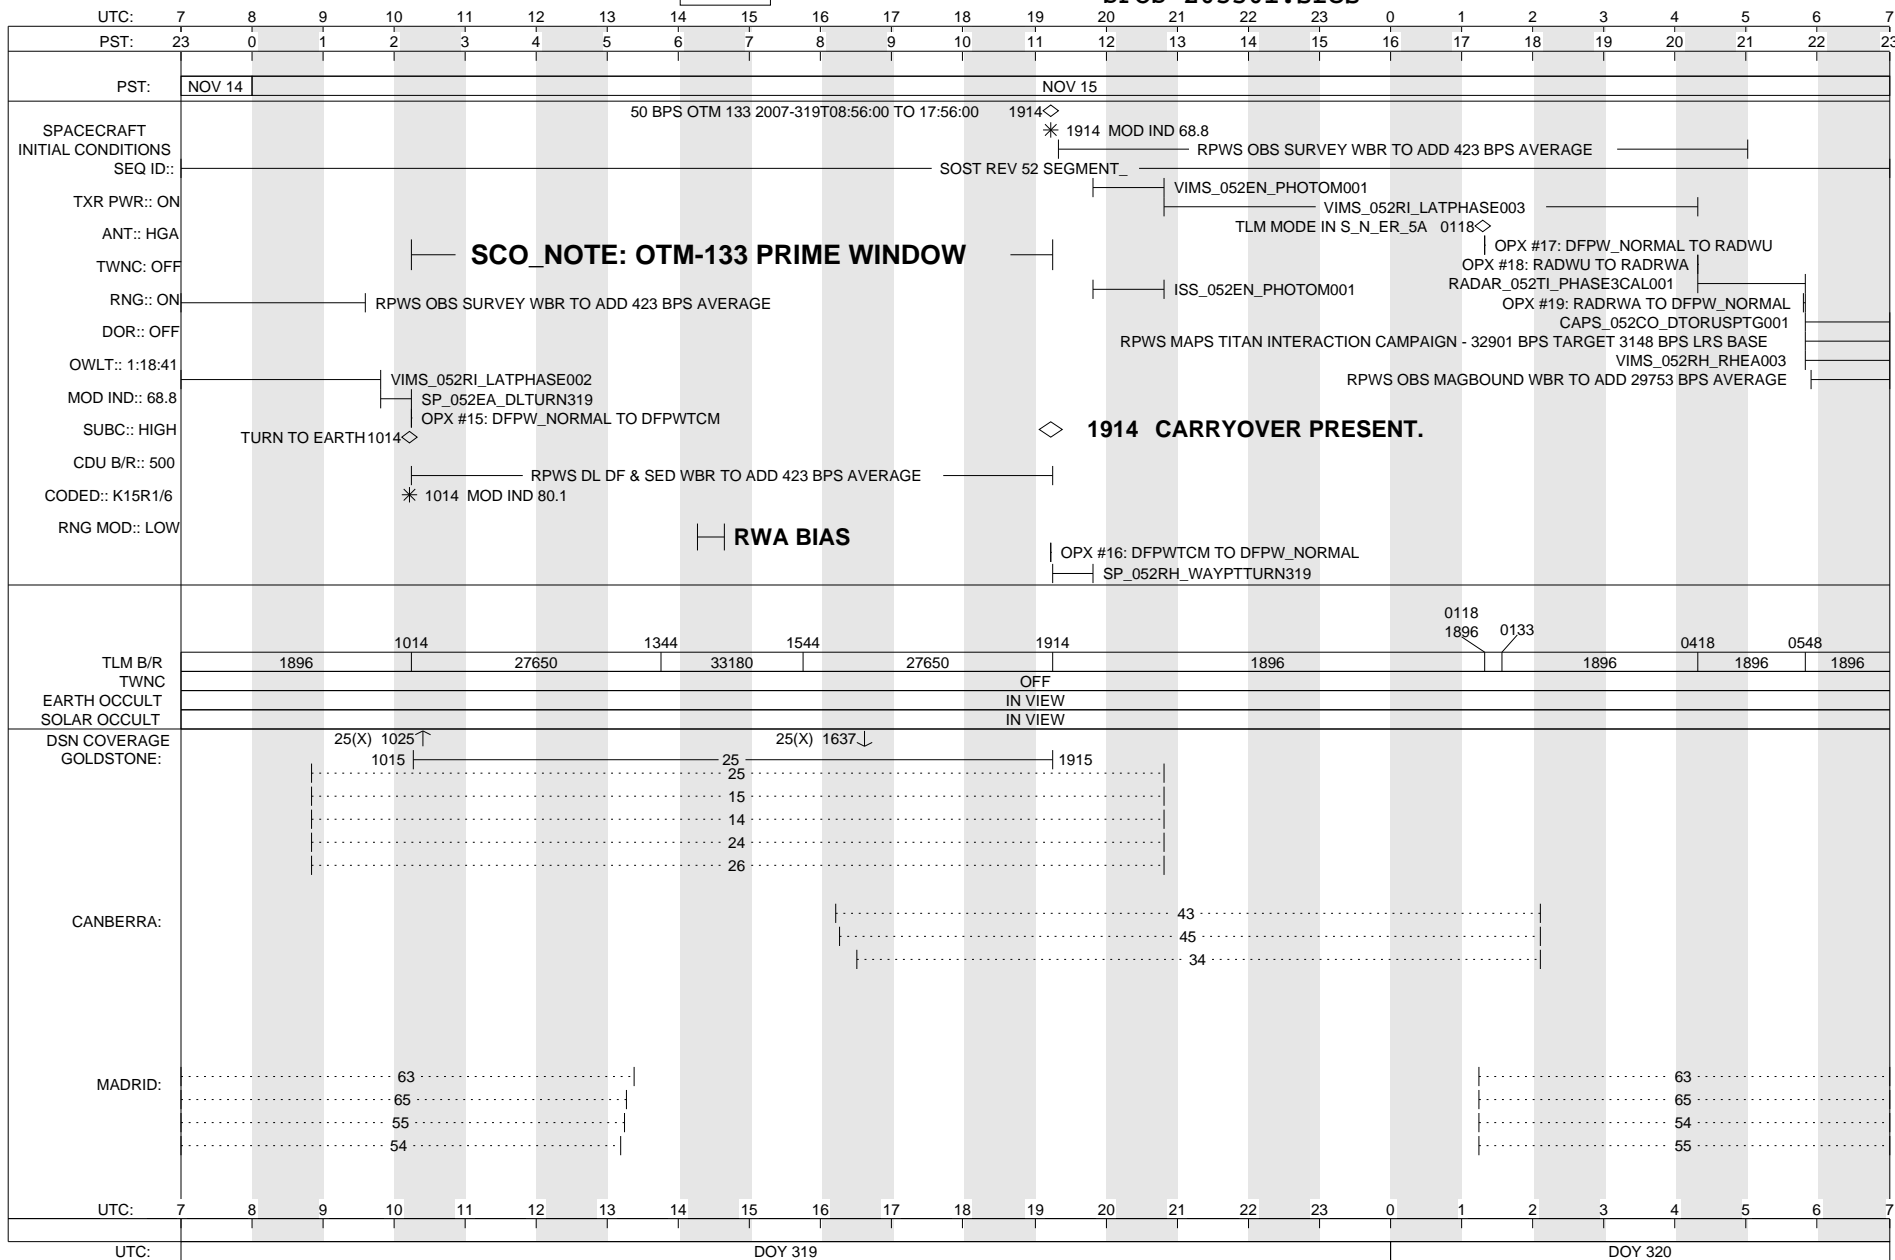 UTC: 7 8 9 10 11 12 13 14 15 16 17 18 19 20 21 22 23 0 1 2 3 4 5 6 7
PST: 23 0 1 2 3 4 5 6 7 8 9 10 11 12 13 14 15 16 17 18 19 20 21 22 23
PST: NOV 14 NOV 15
50 BPS OTM 133 2007-319T08:56:00 TO 17:56:00 1914
SPACECRAFT INITIAL CONDITIONS
1914 MOD IND 68.8
RPWS OBS SURVEY WBR TO ADD 423 BPS AVERAGE
SEQ ID:: SOST REV 52 SEGMENT_
VIMS_052EN_PHOTOM001
TXR PWR:: ON
VIMS_052RI_LATPHASE003
TLM MODE IN S_N_ER_5A 0118
ANT:: HGA
OPX #17: DFPW_NORMAL TO RADWU
SCO_NOTE: OTM-133 PRIME WINDOW
TWNC: OFF
OPX #18: RADWU TO RADRWA
RADAR_052TI_PHASE3CAL001
ISS_052EN_PHOTOM001
RNG:: ON
RPWS OBS SURVEY WBR TO ADD 423 BPS AVERAGE
OPX #19: RADRWA TO DFPW_NORMAL
CAPS_052CO_DTORUSPTG001
DOR:: OFF
RPWS MAPS TITAN INTERACTION CAMPAIGN - 32901 BPS TARGET 3148 BPS LRS BASE
OWLT:: 1:18:41
VIMS_052RH_RHEA003
VIMS_052RI_LATPHASE002
RPWS OBS MAGBOUND WBR TO ADD 29753 BPS AVERAGE
MOD IND:: 68.8
SP_052EA_DLTURN319
OPX #15: DFPW_NORMAL TO DFPWTCM
SUBC:: HIGH
TURN TO EARTH 1014
1914 CARRYOVER PRESENT.
CDU B/R:: 500
RPWS DL DF & SED WBR TO ADD 423 BPS AVERAGE
CODED:: K15R1/6
1014 MOD IND 80.1
RNG MOD:: LOW
RWA BIAS
OPX #16: DFPWTCM TO DFPW_NORMAL
SP_052RH_WAYPTTURN319
0118
1896 0133
1014 1344 1544 1914 0418 0548
TLM B/R 1896 27650 33180 27650 1896 1896 1896 1896
TWNC OFF
EARTH OCCULT IN VIEW
SOLAR OCCULT IN VIEW
DSN COVERAGE 25(X) 1025 25(X) 1637
GOLDSTONE: 1015 25 1915
25
15
14
24
26
CANBERRA: 43
45
34
MADRID: 63 63
65 65
55 54
54 55
UTC: 7 8 9 10 11 12 13 14 15 16 17 18 19 20 21 22 23 0 1 2 3 4 5 6 7
UTC: DOY 319 DOY 320